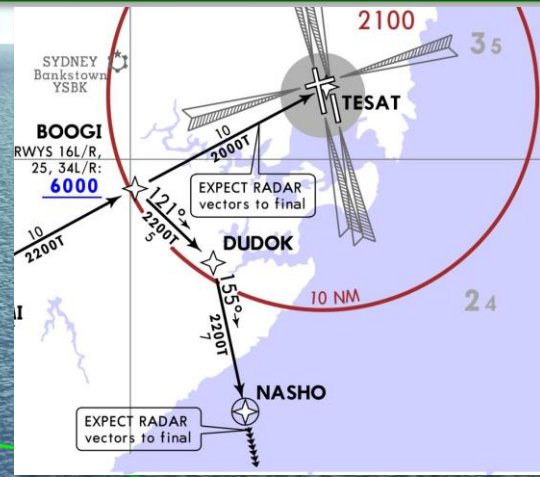 2100
35
SYDNEY
Bankstown
YSBK
TESAT
BOOGI
RWYS 16L/R,
25, 34L/R:
6000
10
2000T
EXPECT RADAR
vectors to final
121°
2200T
5
10
2200T
DUDOK
155°
2200T
7
10 NM
24
NASHO
EXPECT RADAR
vectors to final